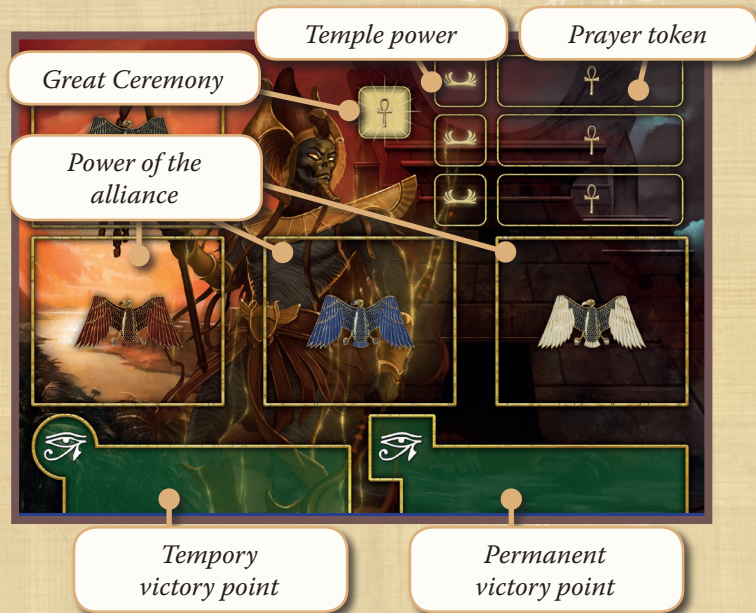 Temple power
Prayer token
Great Ceremony
Power of the
alliance
Tempory
victory point
Permanent
victory point